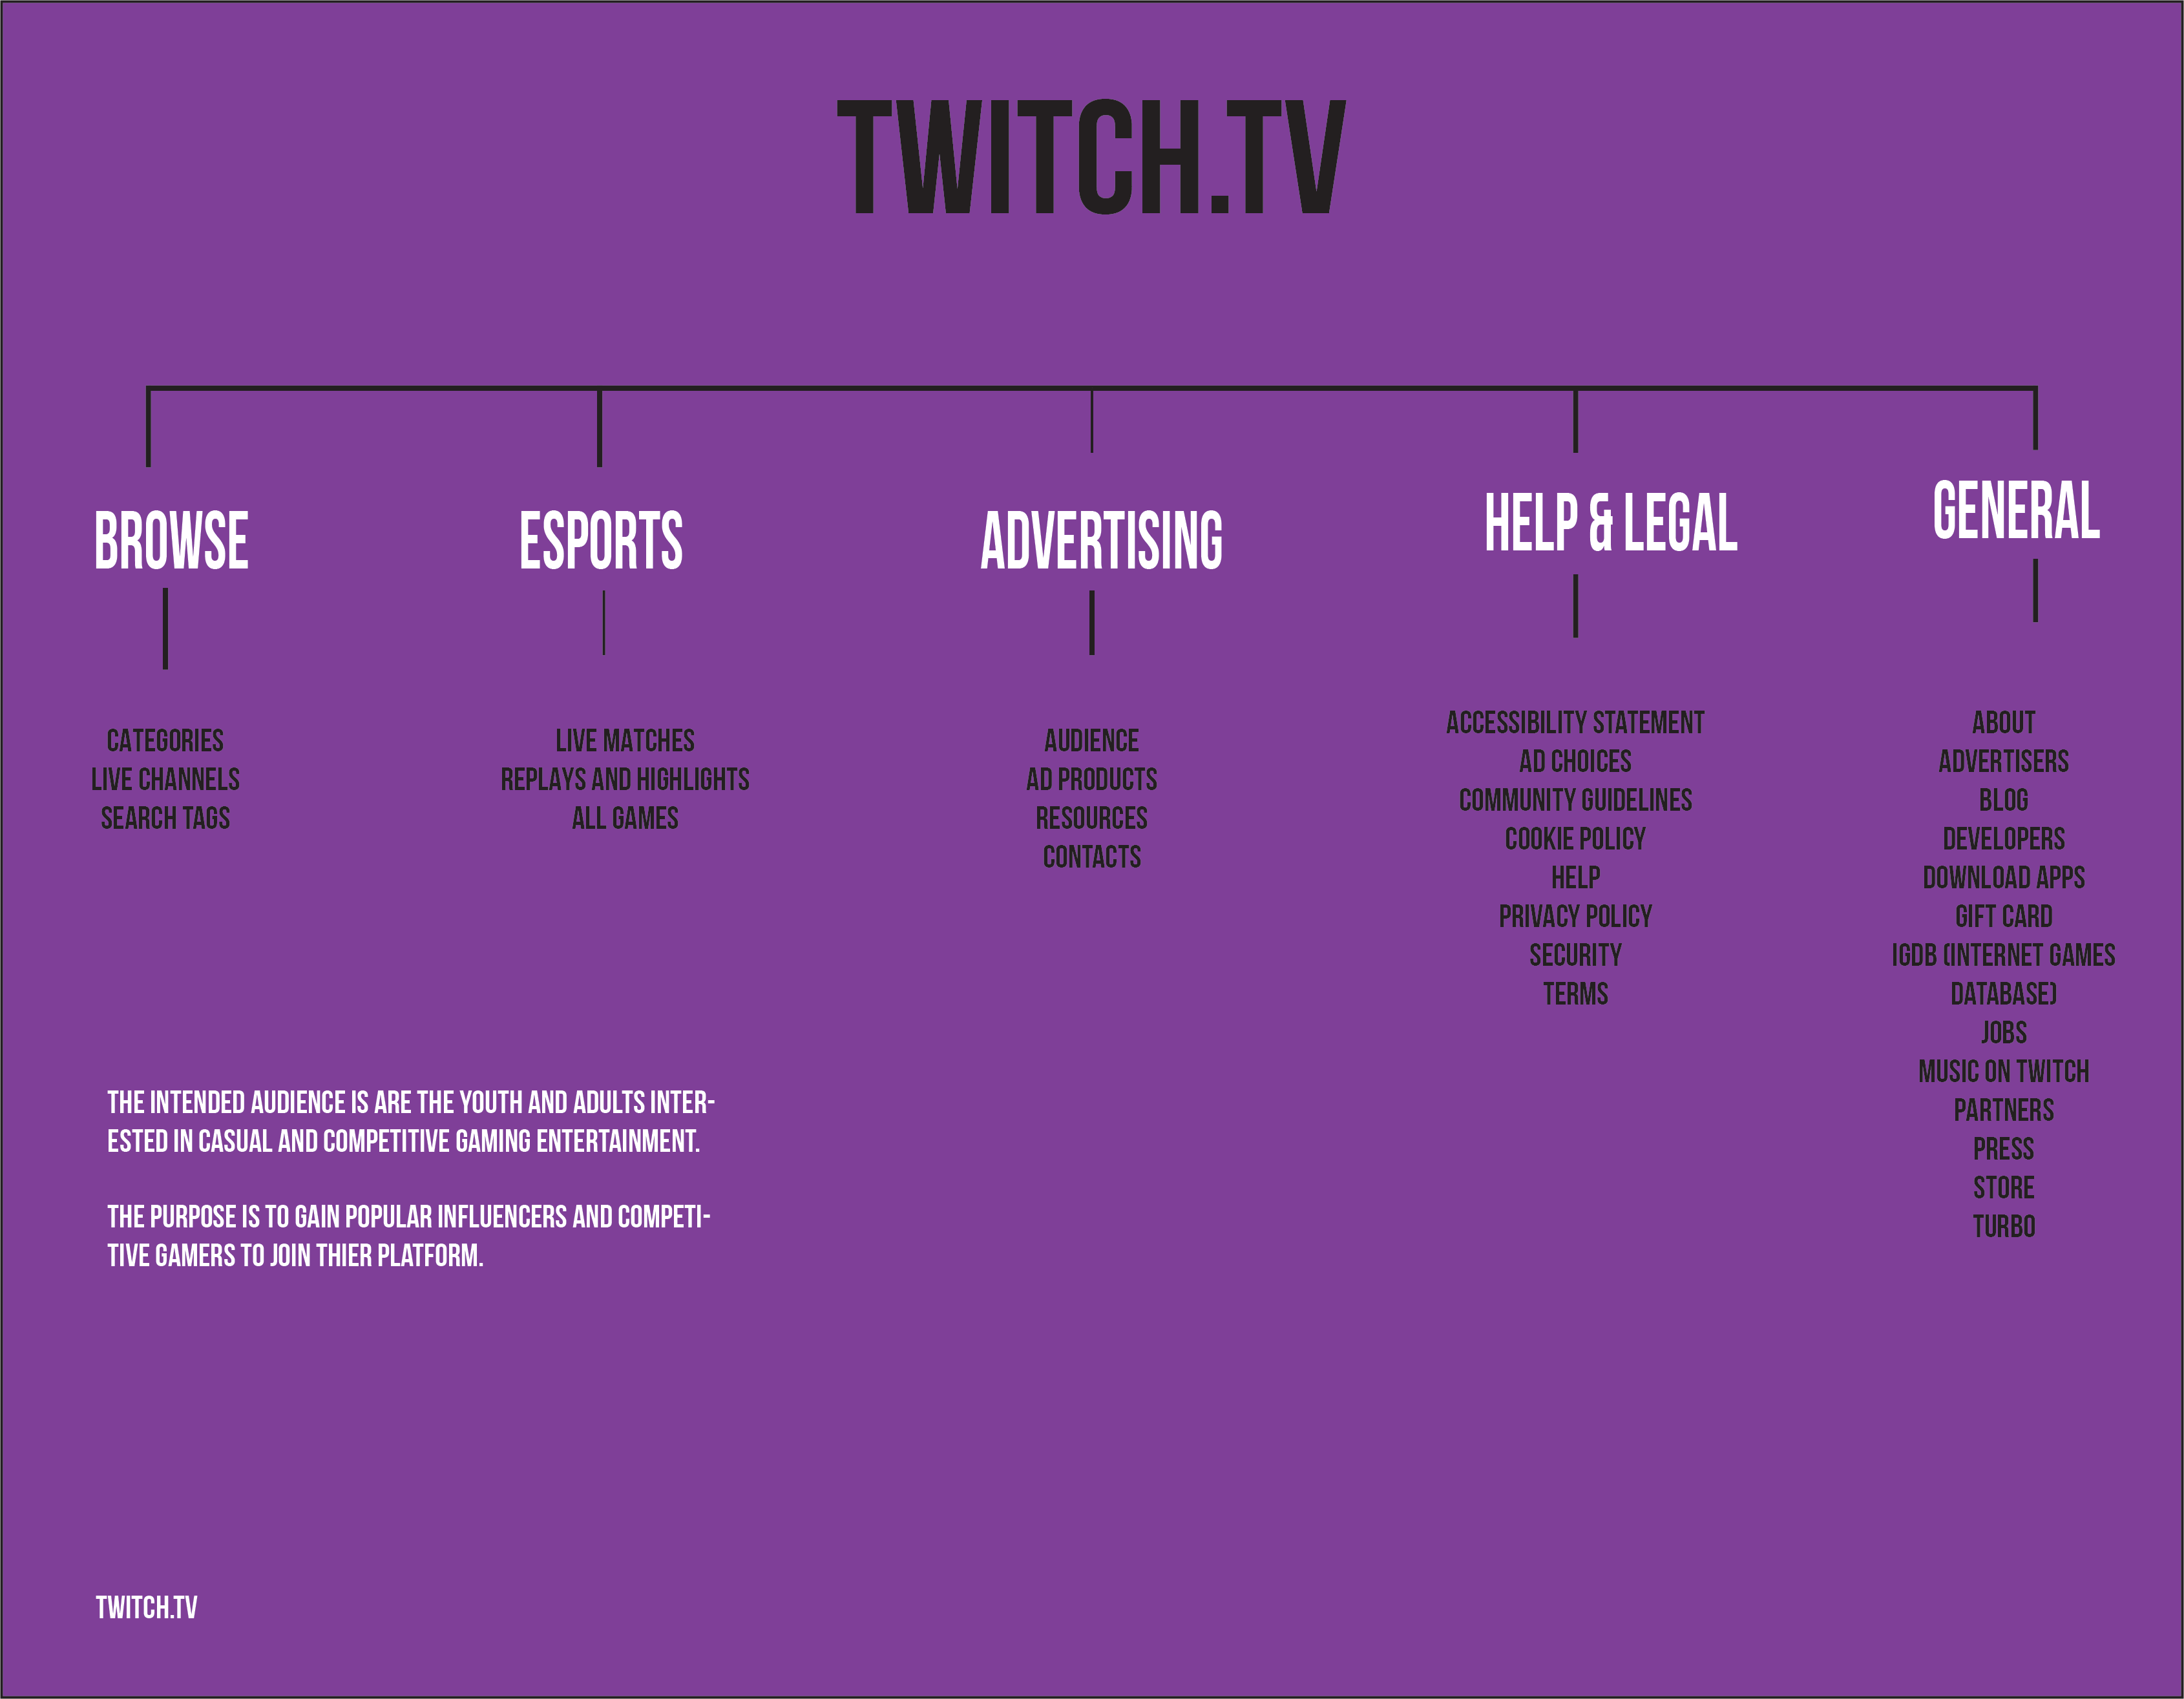 TWITCH.TV
BROWSE
CATEGORIES
LIVE CHANNELS
SEARCH TAGS
ESPORTS
LIVE MATCHES
REPLAYS AND HIGHLIGHTS
ALL GAMES
ADVERTISING
AUDIENCE
AD PRODUCTS
RESOURCES
CONTACTS
HELP & LEGAL
ACCESSIBILITY STATEMENT
AD CHOICES
COMMUNITY GUIDELINES
COOKIE POLICY
HELP
PRIVACY POLICY
SECURITY
TERMS
GENERAL
ABOUT
ADVERTISERS
BLOG
DEVELOPERS
DOWNLOAD APPS
GIFT CARD
IGDB (INTERNET GAMES
DATABASE)
JOBS
MUSIC ON TWITCH
PARTNERS
PRESS
STORE
TURBO
THE INTENDED AUDIENCE IS ARE THE YOUTH AND ADULTS INTER-
ESTED IN CASUAL AND COMPETITIVE GAMING ENTERTAINMENT.
THE PURPOSE IS TO GAIN POPULAR INFLUENCERS AND COMPETI-
TIVE GAMERS TO JOIN THIER PLATFORM.
TWITCH.TV